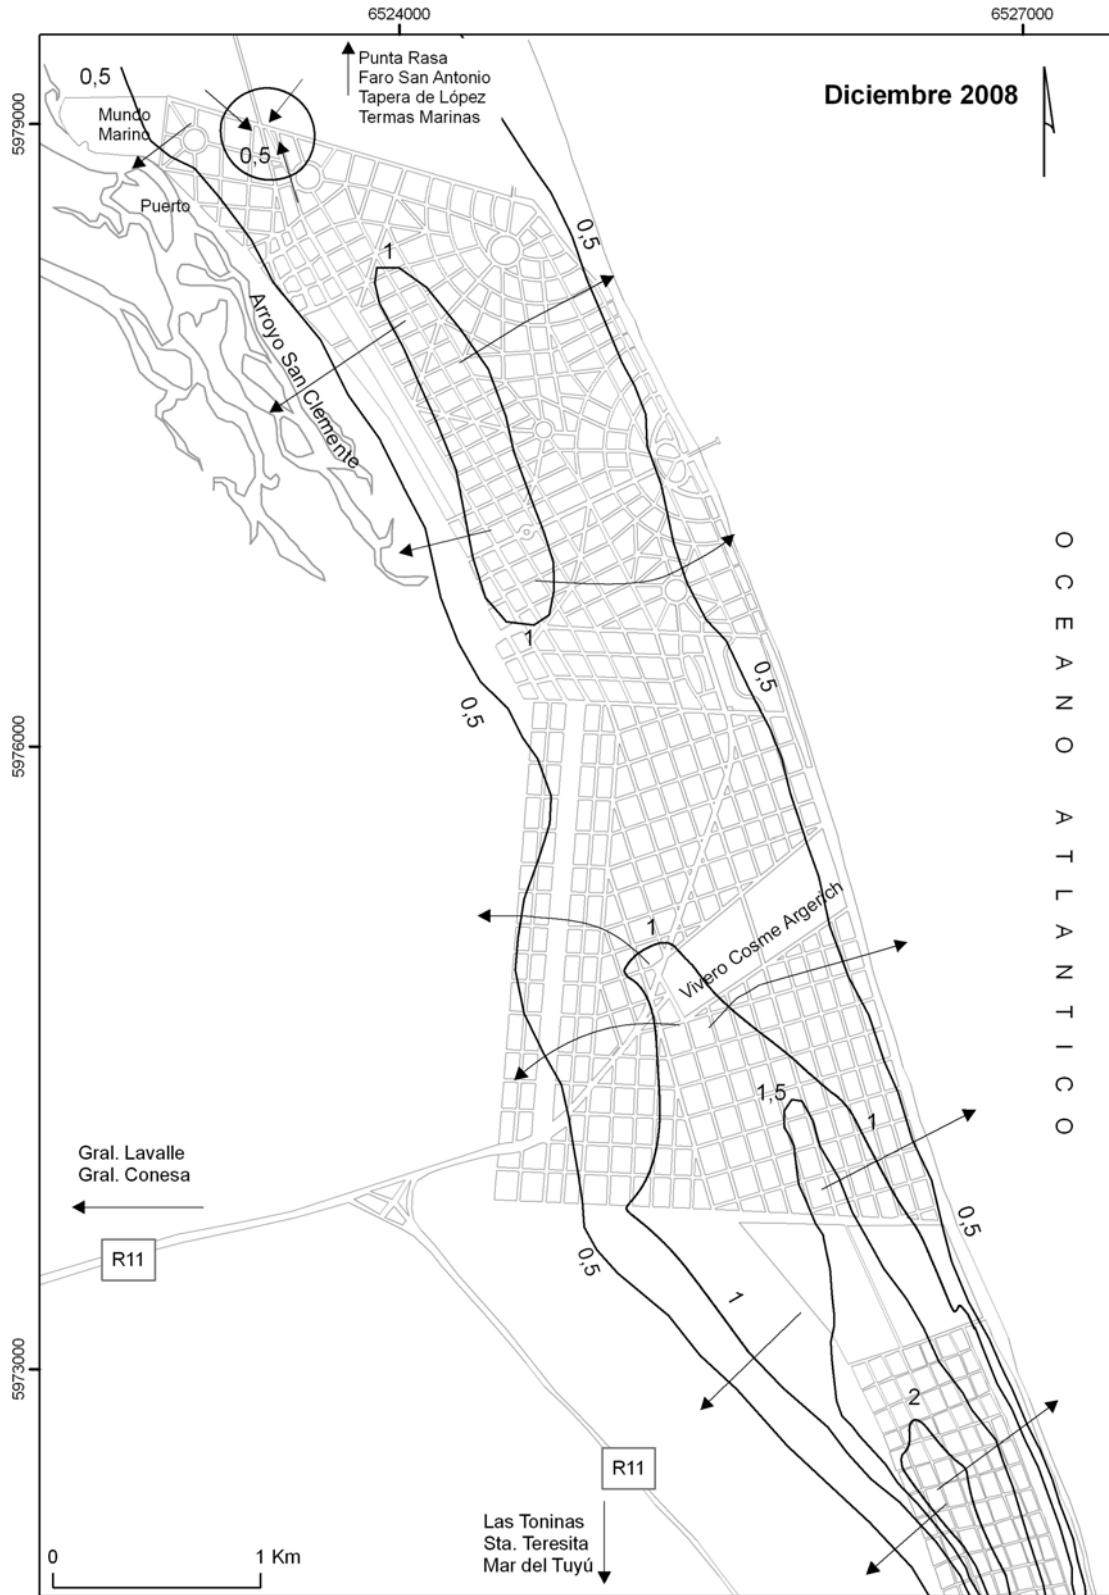 6524000
6527000
0,5
Punta Rasa
Faro San Antonio
Tapera de López
Termas Marinas
Diciembre 2008
5979000
Mundo
Marino
0,5
Puerto
0,5
1
Arroyo San Clemente
OCEANO ATLANTICO
1
0,5
0,5
5976000
1
Vivero Cosme Argerich
1,5
1
Gral. Lavalle
Gral. Conesa
0,5
R11
0,5
1
5973000
2
R11
Las Toninas
Sta. Teresita
Mar del Tuyú
0
1 Km